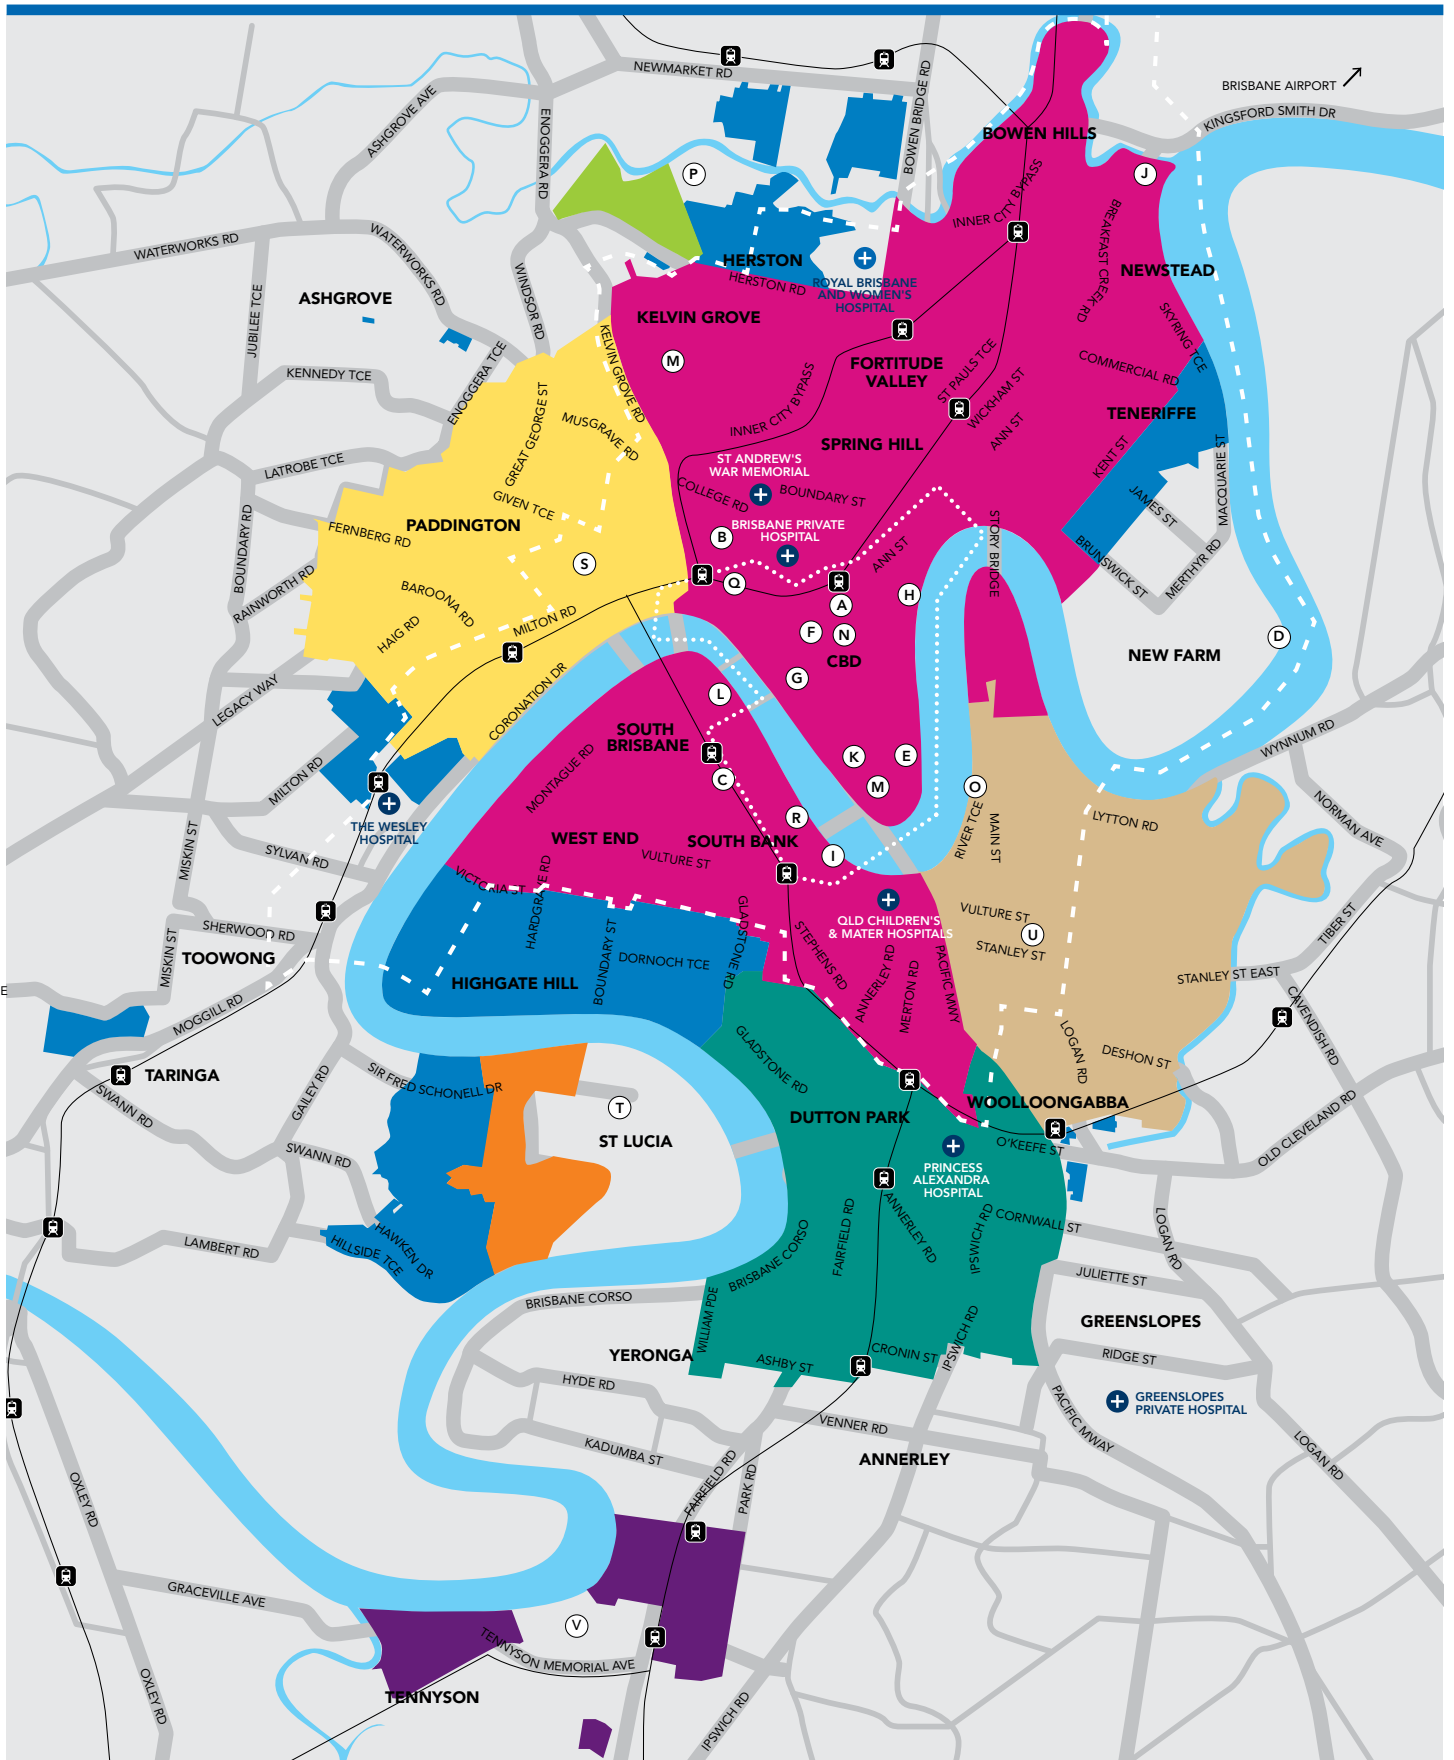 NEWMARKET RD
BRISBANE AIRPORT
KINGSFORD SMITH DR
ASHGROVE AVE
ENOGGERA RD
BOWEN BRIDGE RD
BOWEN HILLS
P
J
INNER CITY BYPASS
BREAKFAST CREEK RD
WATERWORKS RD
WATERWORKS RD
WINDSOR RD
HERSTON
HERSTON RD
ROYAL BRISBANE
AND WOMEN'S
HOSPITAL
NEWSTEAD
SKYRING TCE
JUBILEE TCE
ASHGROVE
KELVIN GROVE
KELVIN GROVE RD
M
FORTITUDE
VALLEY
ST PAULS TCE
WICKHAM ST
ANN ST
COMMERCIAL RD
KENNEDY TCE
ENOGGERA TCE
GREAT GEORGE ST
MUSGRAVE RD
INNER CITY BYPASS
SPRING HILL
TENERIFFE
KENT ST
MACQUARIE ST
LATROBE TCE
GIVEN TCE
ST ANDREW'S
WAR MEMORIAL
COLLEGE RD
BOUNDARY ST
JAMES ST
PADDINGTON
FERNBERG RD
BOUNDARY RD
B
BRISBANE PRIVATE
HOSPITAL
ANN ST
STORY BRIDGE
BRUNSWICK ST
MERTHYR RD
RAINWORTH RD
S
BAROONA RD
HAIG RD
MILTON RD
Q
A
H
F
N
CBD
D
NEW FARM
LEGACY WAY
CORONATION DR
G
L
SOUTH
BRISBANE
WYNNUM RD
MILTON RD
MONTAGUE RD
C
K
E
M
O
THE WESLEY
HOSPITAL
MISKIN ST
SYLVAN RD
WEST END
SOUTH BANK
VULTURE ST
R
I
RIVER TCE
MAIN ST
LYTTON RD
NORMAN AVE
VICTORIA ST
HARDGRAVE RD
QLD CHILDREN'S
& MATER HOSPITALS
VULTURE ST
U
STANLEY ST
TIBER ST
SHERWOOD RD
TOOWONG
MISKIN ST
BOUNDARY ST
DORNOCH TCE
GLADSTONE RD
STEPHENS RD
ANNERLEY RD
MERTON RD
PACIFIC MWY
STANLEY ST EAST
CAVENDISH RD
HIGHGATE HILL
E
MOGGILL RD
TARINGA
SIR FRED SCHONELL DR
GLADSTONE RD
LOGAN RD
DESHON ST
SWANN RD
GAILEY RD
T
ST LUCIA
DUTTON PARK
WOOLLOONGABBA
O'KEEFE ST
OLD CLEVELAND RD
SWANN RD
PRINCESS
ALEXANDRA
HOSPITAL
LAMBERT RD
HAWKEN DR
HILLSIDE TCE
BRISBANE CORSO
FAIRFIELD RD
ANNERLEY RD
IPSWICH RD
CORNWALL ST
LOGAN RD
JULIETTE ST
BRISBANE CORSO
WILLIAM PDE
GREENSLOPES
YERONGA
ASHBY ST
CRONIN ST
IPSWICH RD
RIDGE ST
HYDE RD
GREENSLOPES
PRIVATE HOSPITAL
PACIFIC MWAY
VENNER RD
KADUMBA ST
ANNERLEY
LOGAN RD
FAIRFIELD RD
PARK RD
OXLEY RD
GRACEVILLE AVE
V
TENNYSON MEMORIAL AVE
OXLEY RD
TENNYSON
IPSWICH RD